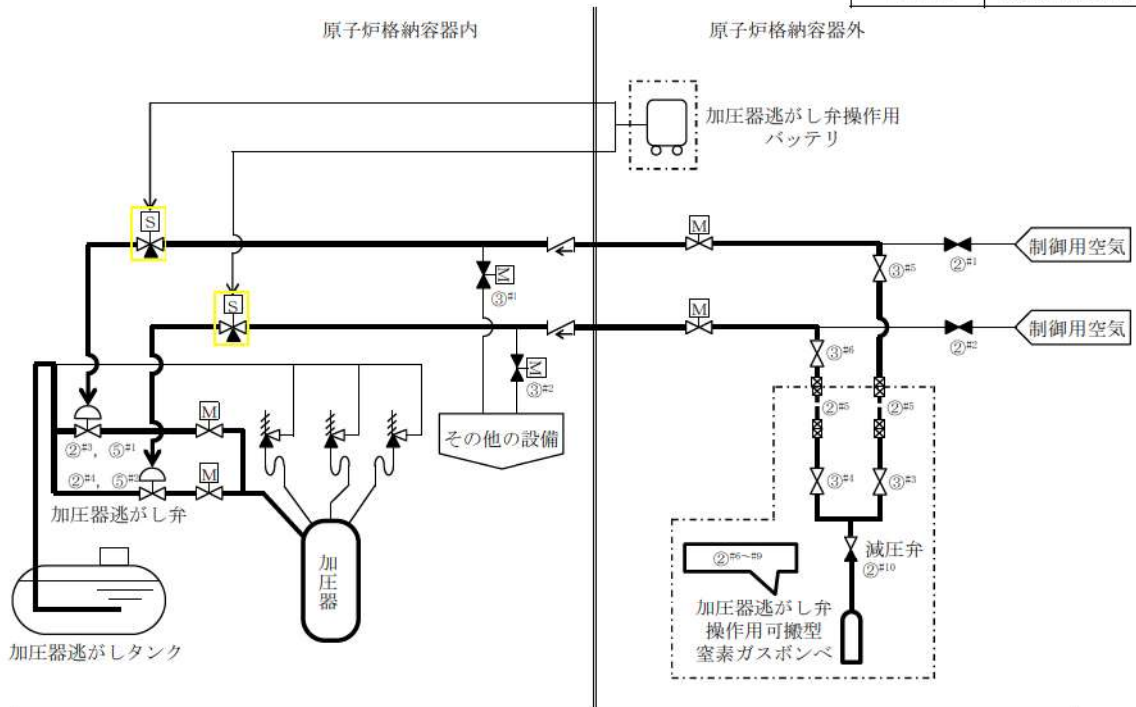 原子炉格納容器内
原子炉格納容器外
加圧器逃がし弁操作用
バッテリ
S
M
制御用空気
②#1
③#5
M
③#1
S
M
制御用空気
②#2
③#6
M
③#2
②#5
②#5
その他の設備
M
②#3, ⑤#1
②#4, ⑤#2
M
加圧器逃がし弁
③#4
③#3
加圧器
減圧弁
②#10
②#6~#9
加圧器逃がし弁
操作用可搬型
窒素ガスボンベ
加圧器逃がしタンク